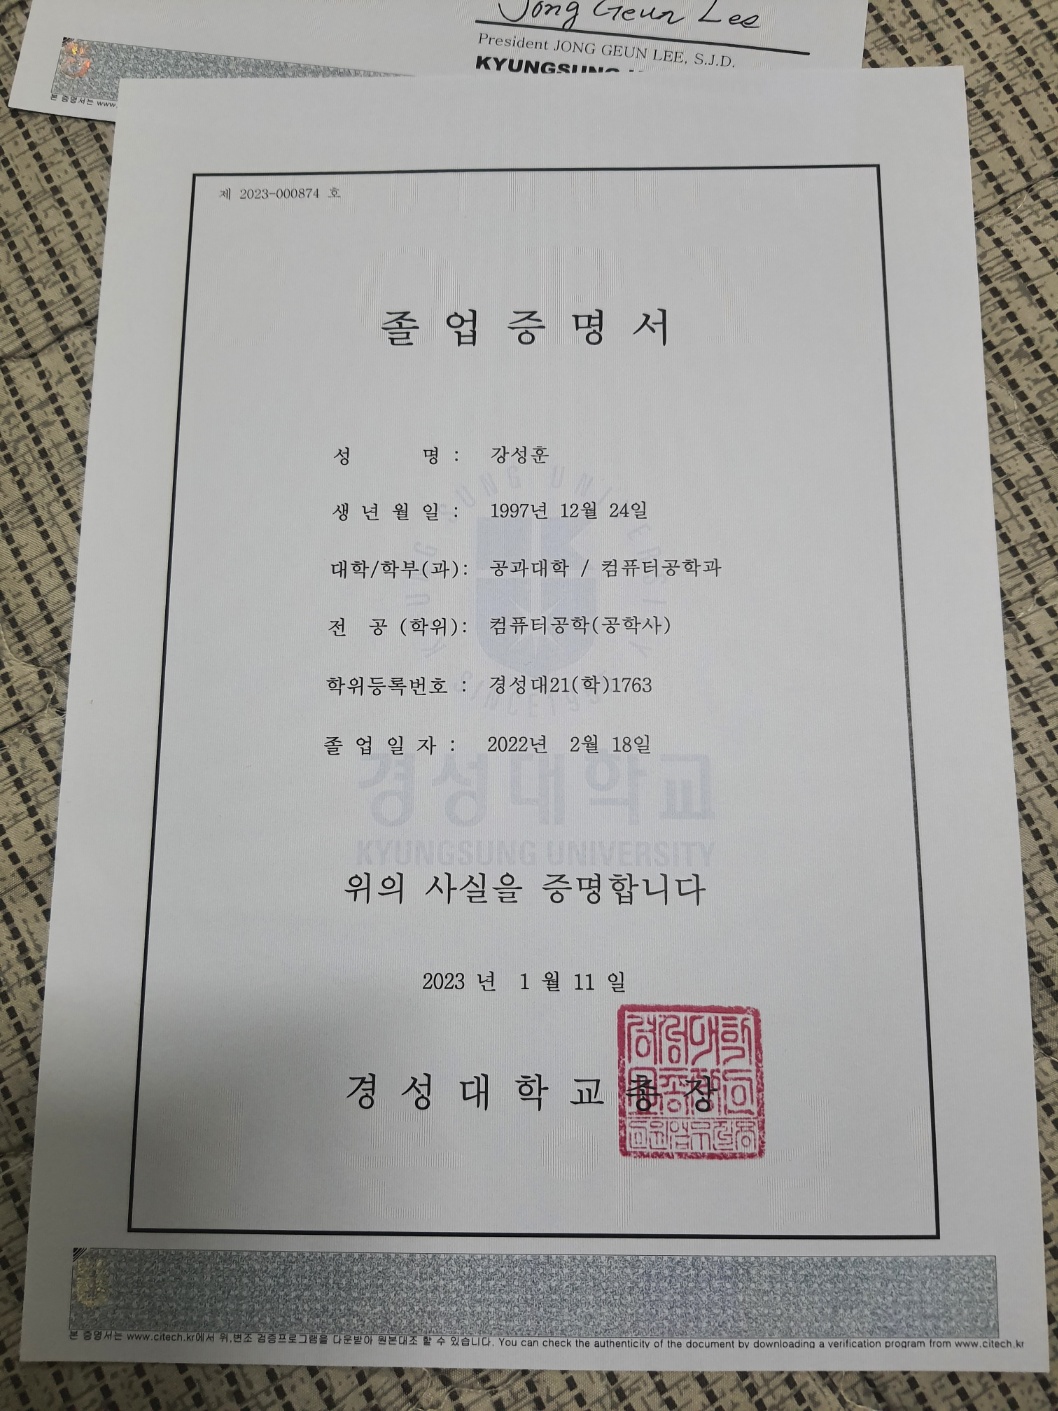 Jong Geun Lee
President JONG GEUN LEE, S.J.D.
KYUNGSUNG
본 증명서는 www.
제 2023-000874 호
졸 업 증 명 서
성 명 : 강성훈
생 년 월 일 : 1997년 12월 24일
대학/학부(과): 공과대학 / 컴퓨터공학과
전 공 (학위): 컴퓨터공학(공학사)
학위등록번호 : 경성대21(학)1763
졸 업 일 자 : 2022년 2월 18일
경성대학교
KYUNGSUNG UNIVERSITY
위의 사실을 증명합니다
2023 년 1 월 11 일
경 성 대 학 교 총 장
본 증명서는 www.citech.kr에서 위,변조 검증프로그램을 다운받아 원본대조 할 수 있습니다. You can check the authenticity of the document by downloading a verification program from www.citech.kr